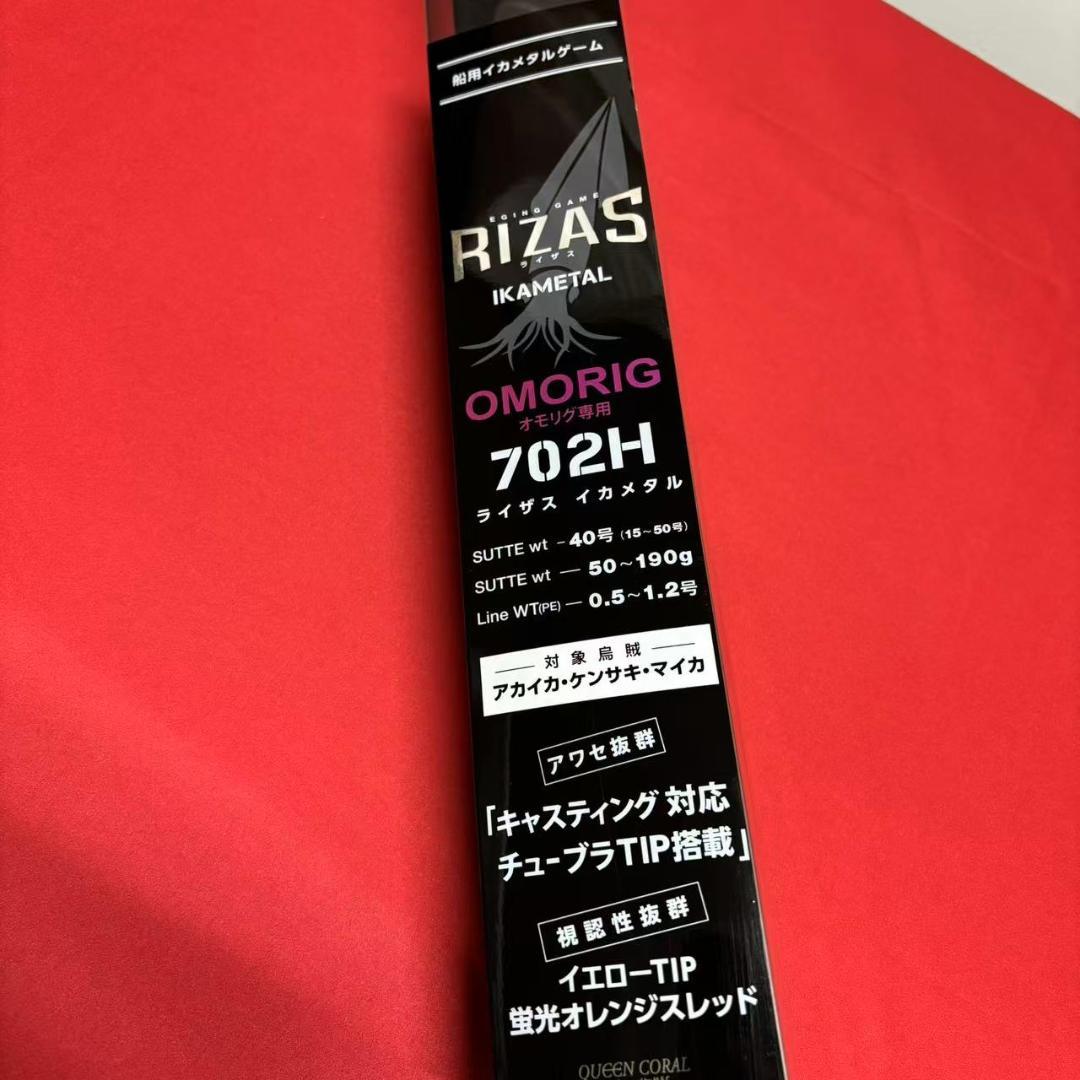 船用イカメタルゲーム
EGING GAME
RIZAS
ライザス
IKAMETAL
OMORIG
オモリグ専用
702H
ライザス イカメタル
SUTTE wt - 40号 (15~50号)
SUTTE wt — 50~190g
Line WT(PE) — 0.5~1.2号
対象烏賊
アカイカ・ケンサキ・マイカ
アワセ抜群
「キャスティング対応
チューブラTIP搭載」
視認性抜群
イエローTIP
蛍光オレンジスレッド
QUEEN CORAL